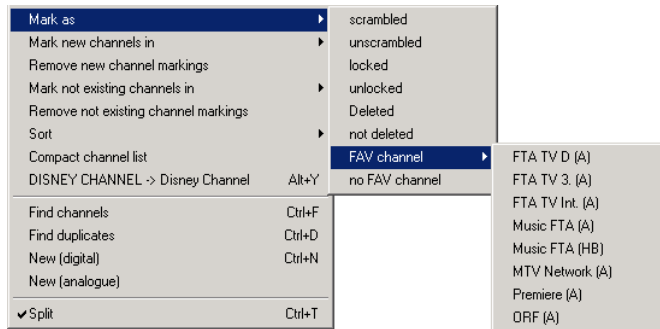 Mark as
Mark new channels in
Remove new channel markings
Mark not existing channels in
Remove not existing channel markings
Sort
Compact channel list
DISNEY CHANNEL -> Disney Channel Alt+Y
Find channels Ctrl+F
Find duplicates Ctrl+D
New (digital) Ctrl+N
New (analogue)
Split Ctrl+T
scrambled
unscrambled
locked
unlocked
Deleted
not deleted
FAV channel
no FAV channel
FTA TV D (A)
FTA TV 3. (A)
FTA TV Int. (A)
Music FTA (A)
Music FTA (HB)
MTV Network (A)
Premiere (A)
ORF (A)